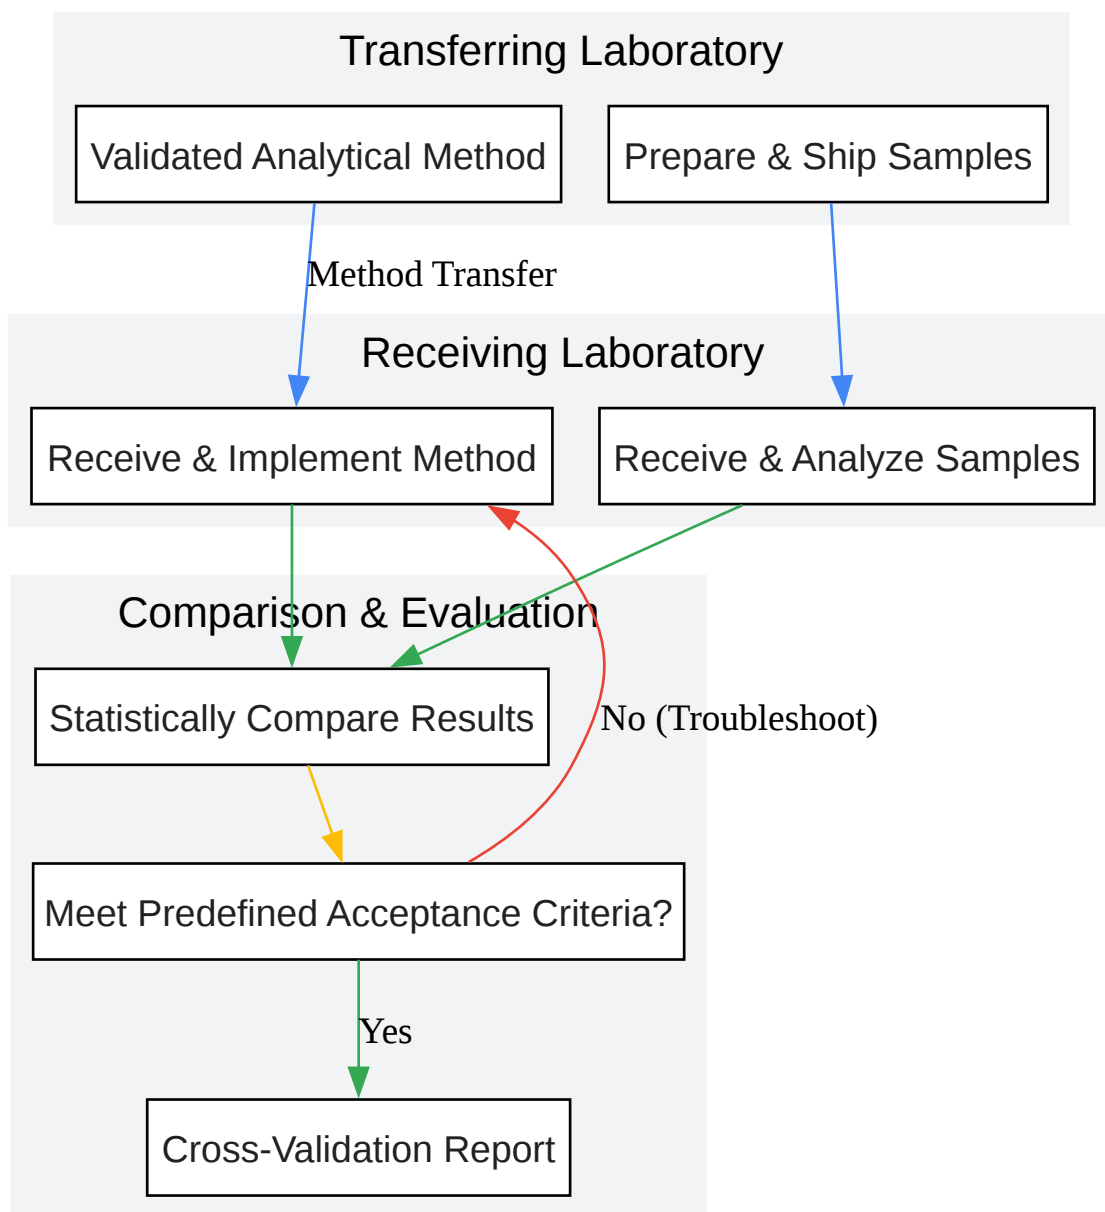 Transferring Laboratory
Validated Analytical Method
Prepare & Ship Samples
Method Transfer
Receiving Laboratory
Receive & Implement Method
Receive & Analyze Samples
Comparison & Evaluation
Statistically Compare Results
No (Troubleshoot)
Meet Predefined Acceptance Criteria?
Yes
Cross-Validation Report